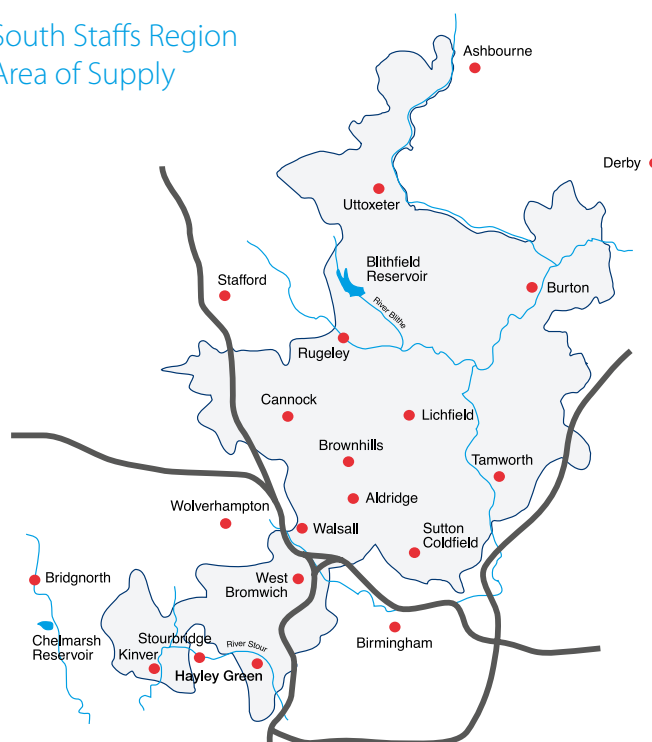 South Staffs Region
Area of Supply
Ashbourne
Derby
Uttoxeter
Blithfield
Reservoir
Stafford
Burton
River Blithe
Rugeley
Cannock
Lichfield
Brownhills
Tamworth
Aldridge
Wolverhampton
Walsall
Sutton
Coldfield
Bridgnorth
West
Bromwich
Chelmarsh
Reservoir
Stourbridge
River Stour
Birmingham
Kinver
Hayley Green